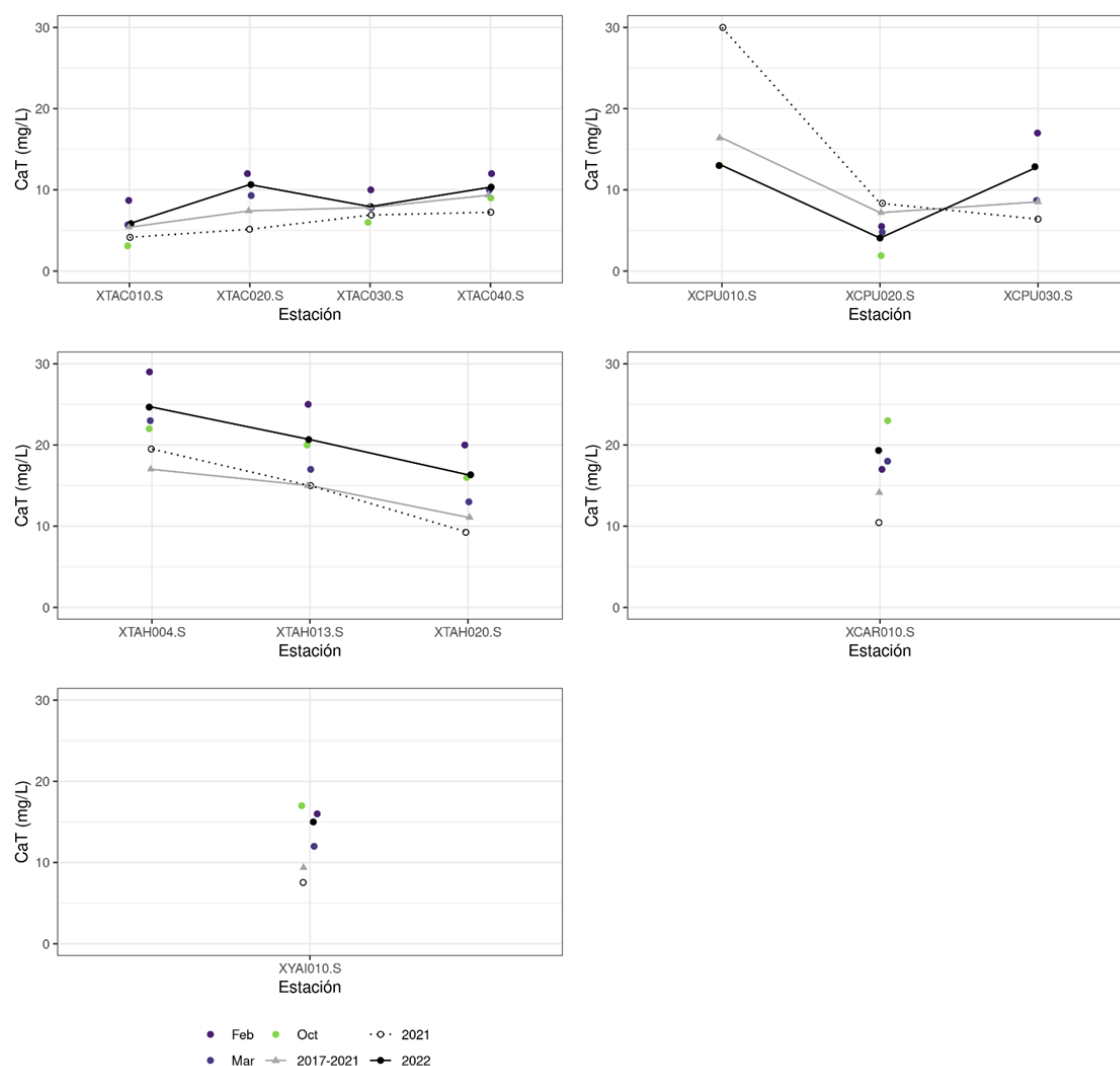 30
20
10
0
CaT (mg/L)
XTAC010.S XTAC020.S XTAC030.S XTAC040.S
Estación
30
20
10
0
CaT (mg/L)
XCPU010.S XCPU020.S XCPU030.S
Estación
30
20
10
0
CaT (mg/L)
XTAH004.S XTAH013.S XTAH020.S
Estación
30
20
10
0
CaT (mg/L)
XCAR010.S
Estación
30
20
10
0
CaT (mg/L)
XYAI010.S
Estación
Feb Oct 2021
Mar 2017-2021 2022